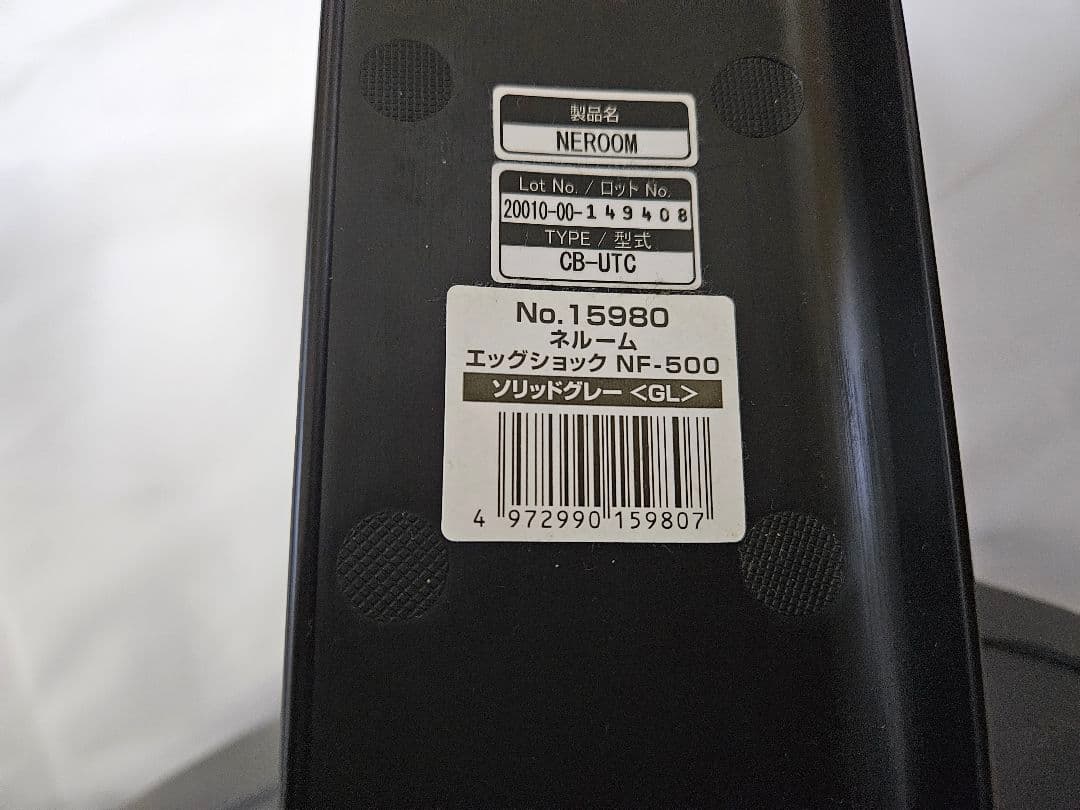 製品名
NEROOM
Lot No. / ロット No.
20010-00-149408
TYPE / 型式
CB-UTC
No.15980
ネルーム
エッグショック NF-500
ソリッドグレー <GL>
4 972990 159807